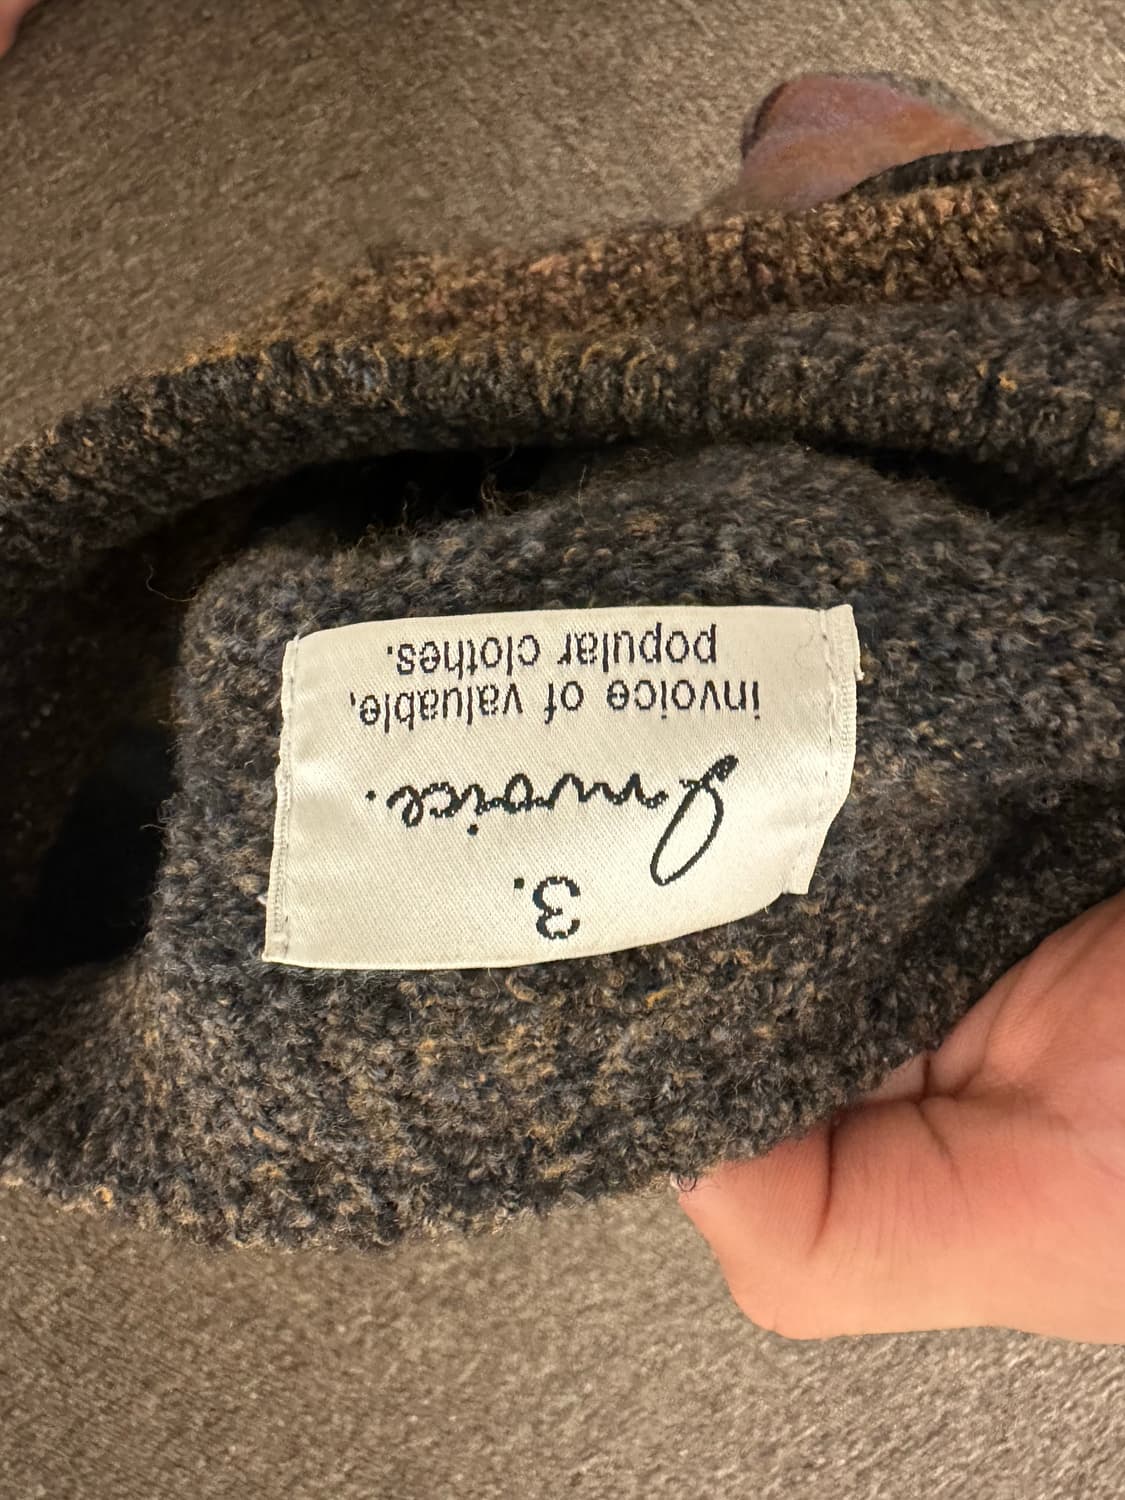 3.
Invoice.
invoice of valuable,
popular clothes.